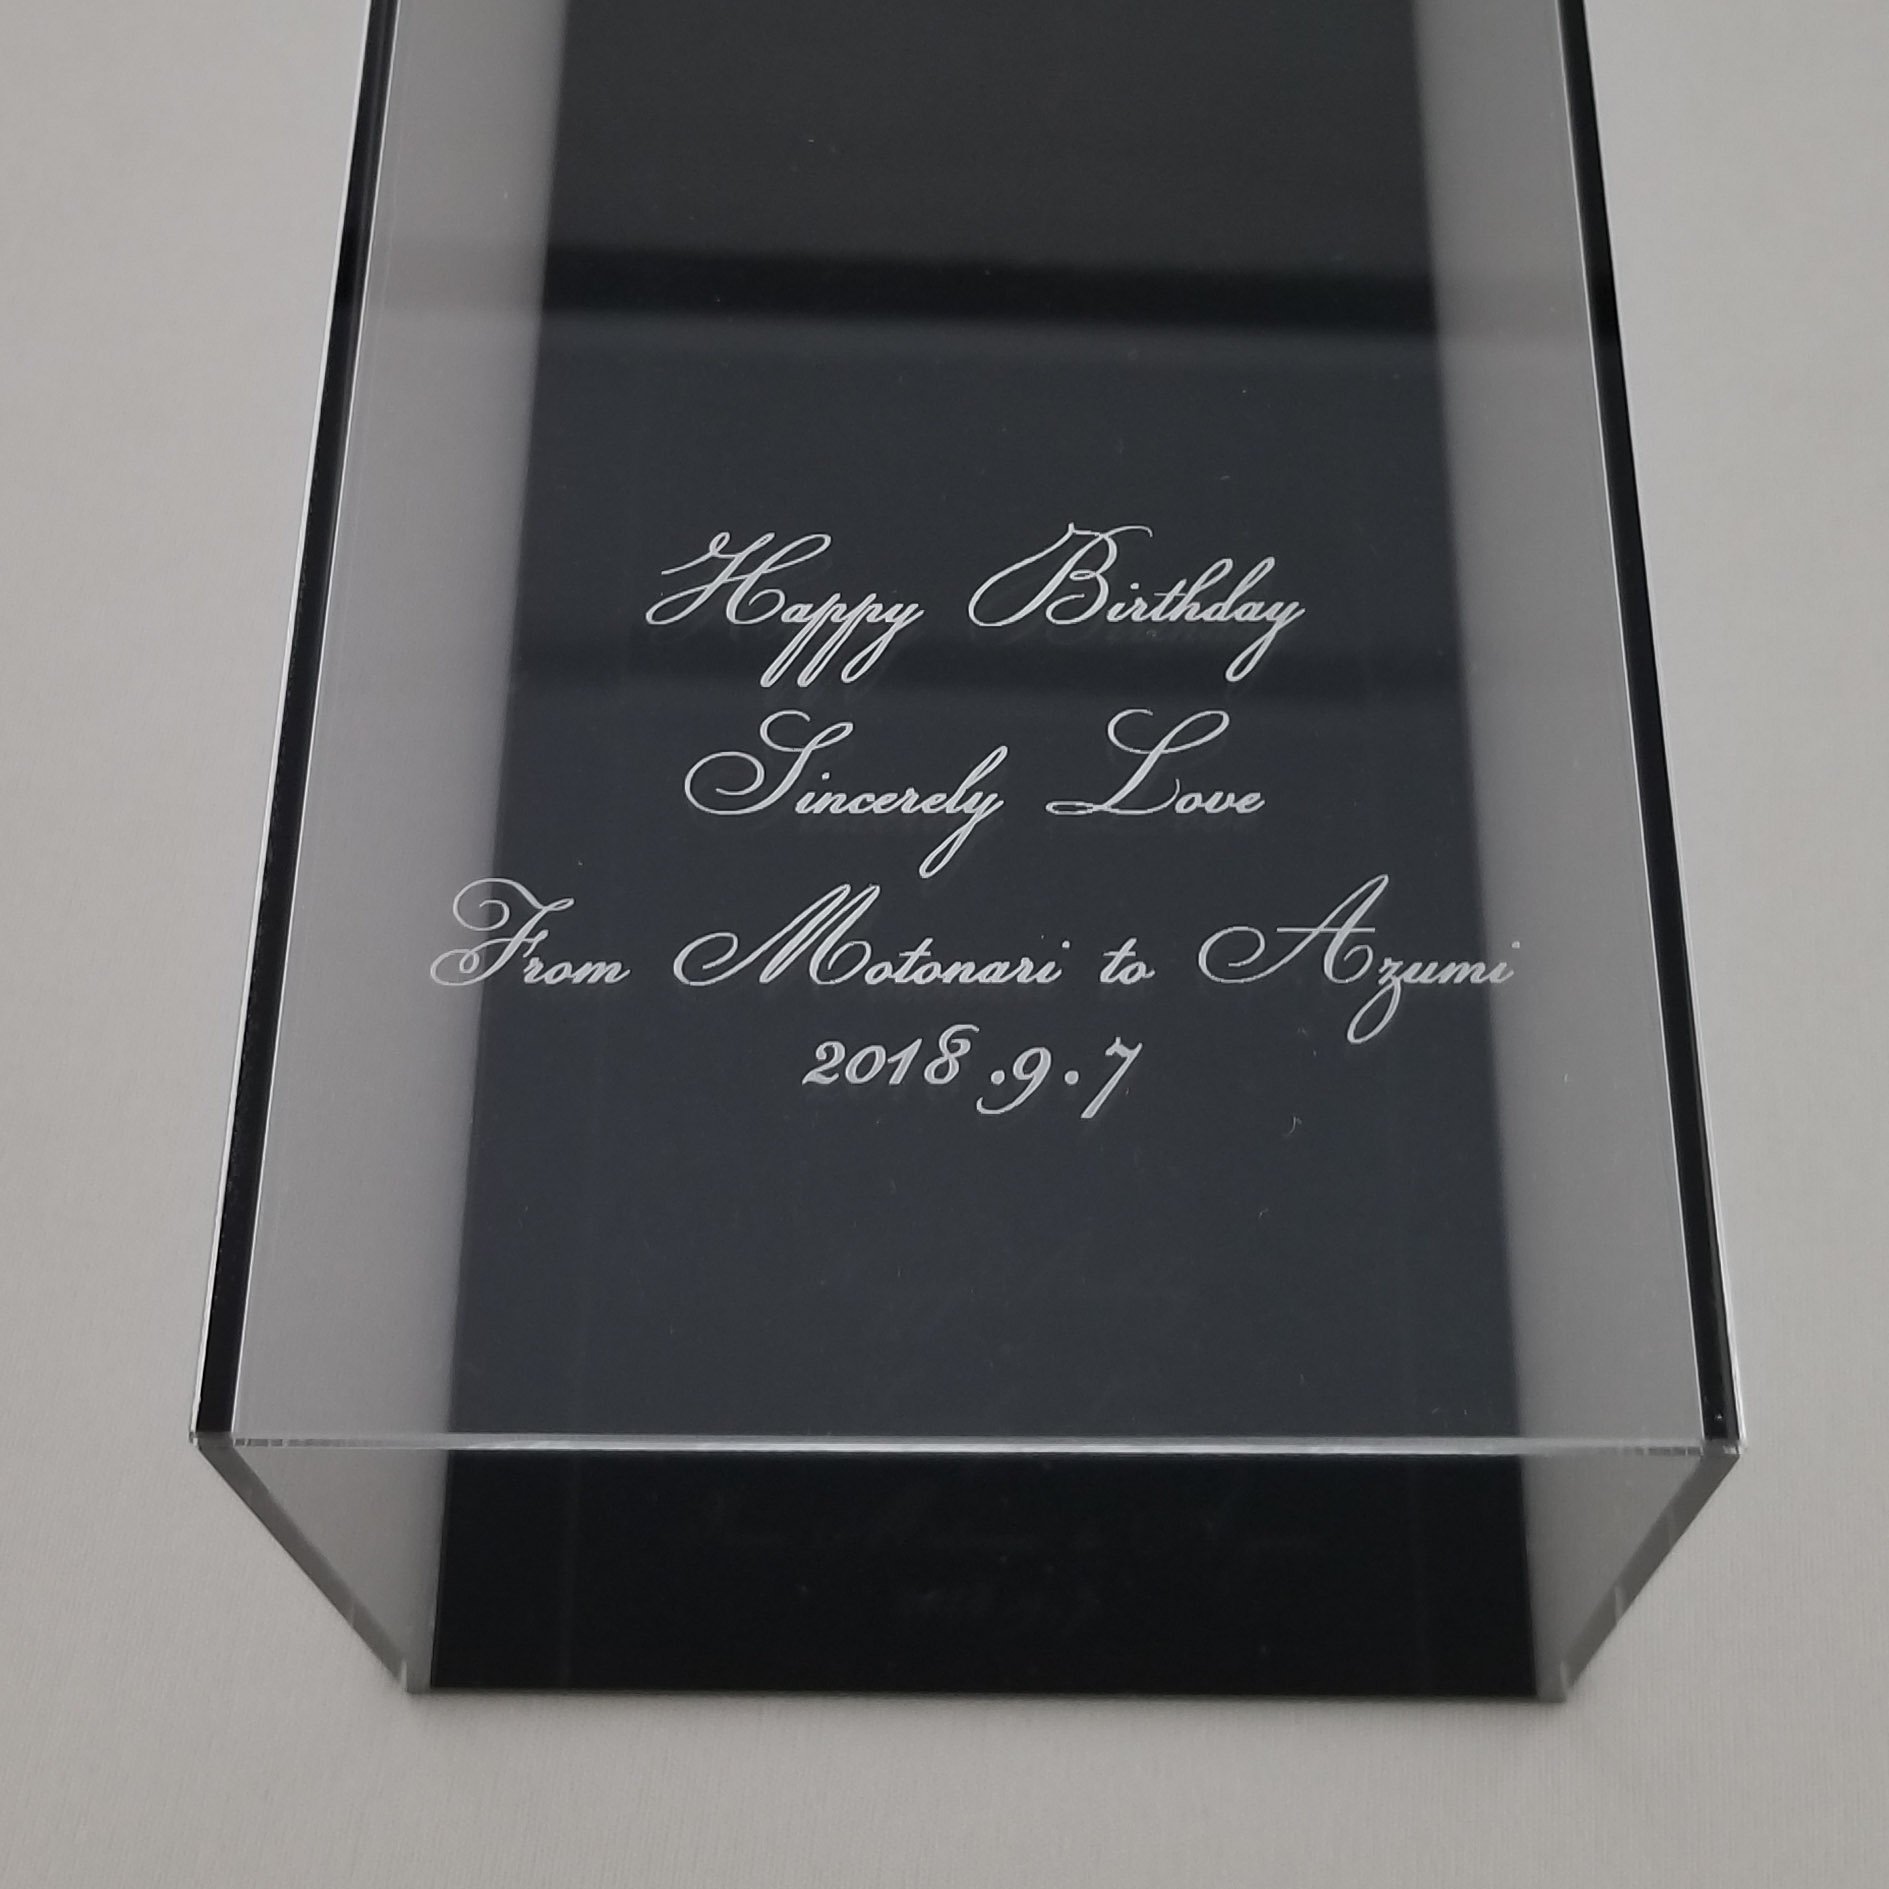 Happy Birthday
Sincerely Love
From Motonari to Azumi
2018.9.7